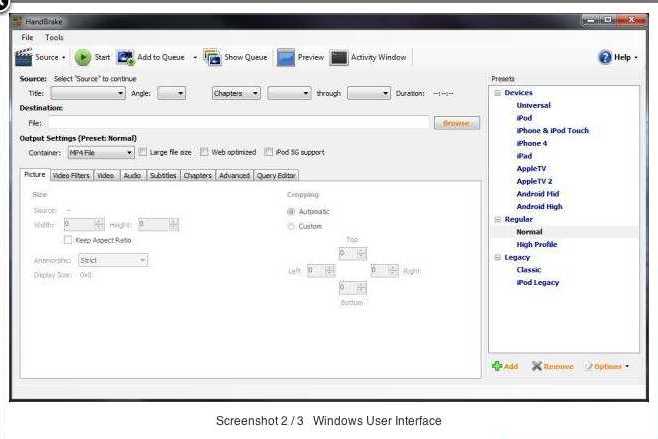 HandBrake
File Tools
Source Start Add to Queue Show Queue Preview Activity Window Help
Source: Select "Source" to continue
Title: Angle: Chapters through Duration: --:--:--
Destination:
File: Browse
Output Settings (Preset: Normal)
Container: MP4 File Large file size Web optimized iPod 5G support
Picture Video Filters Video Audio Subtitles Chapters Advanced Query Editor
Size
Source: --
Width: 0 Height: 0
Keep Aspect Ratio
Anamorphic: Strict
Display Size: 0x0
Cropping
Automatic
Custom
Top
0
Left 0 0 Right
0
Bottom
Presets
Devices
Universal
iPod
iPhone & iPod Touch
iPhone 4
iPad
AppleTV
AppleTV 2
Android Mid
Android High
Regular
Normal
High Profile
Legacy
Classic
iPod Legacy
Add Remove Options
Screenshot 2 / 3 Windows User Interface